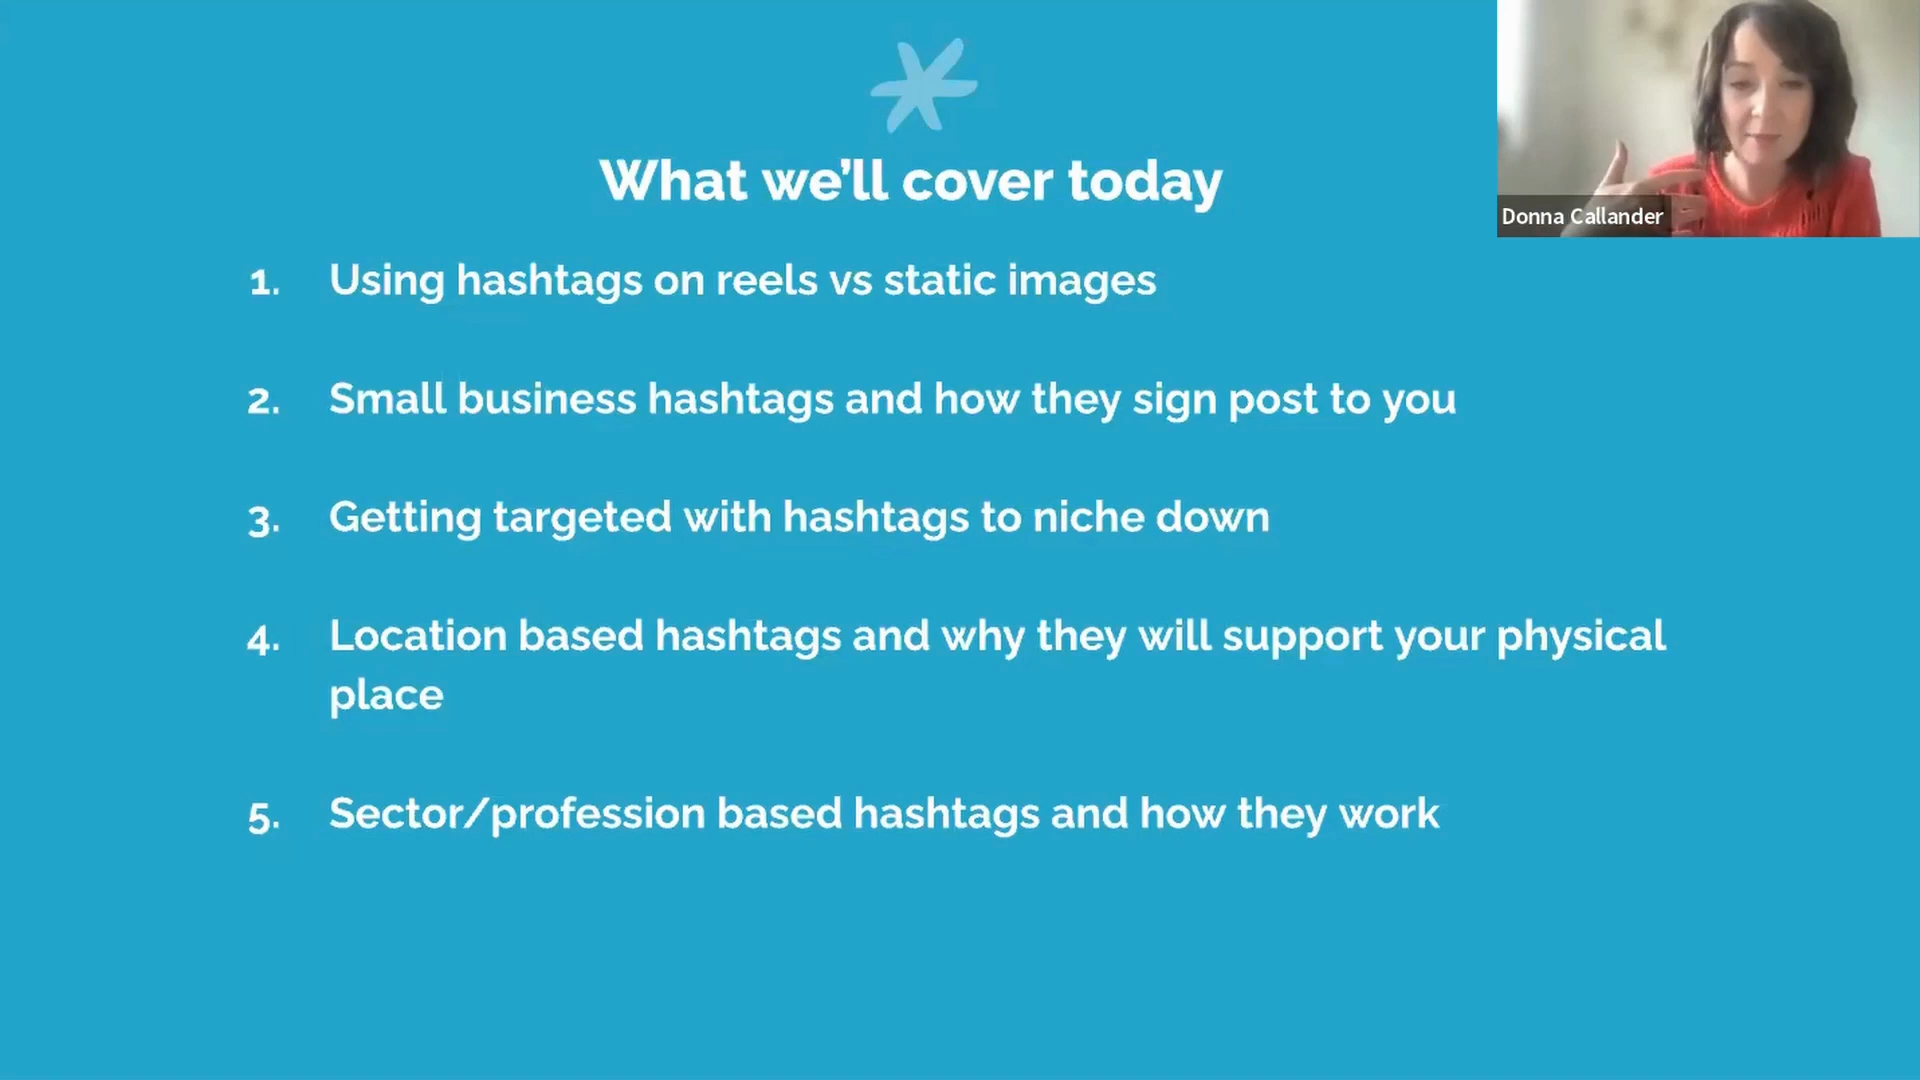 What we'll cover today
Donna Callander
1. Using hashtags on reels vs static images
2. Small business hashtags and how they sign post to you
3. Getting targeted with hashtags to niche down
4. Location based hashtags and why they will support your physical
place
5. Sector/profession based hashtags and how they work